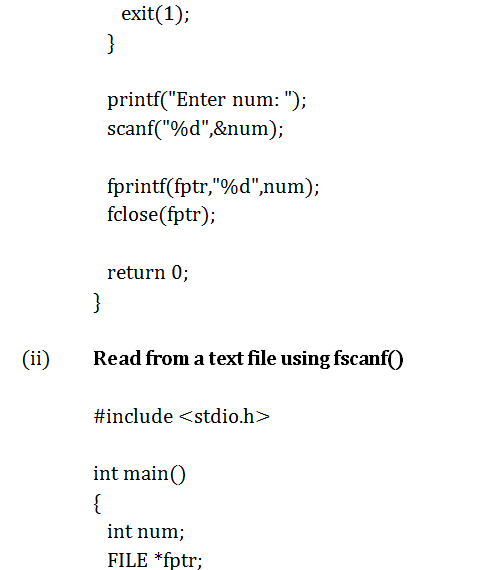 exit(1);
}
printf("Enter num: ");
scanf("%d",&num);
fprintf(fptr,"%d",num);
fclose(fptr);
return 0;
}
(ii) Read from a text file using fscanf()
#include <stdio.h>
int main()
{
int num;
FILE *fptr;